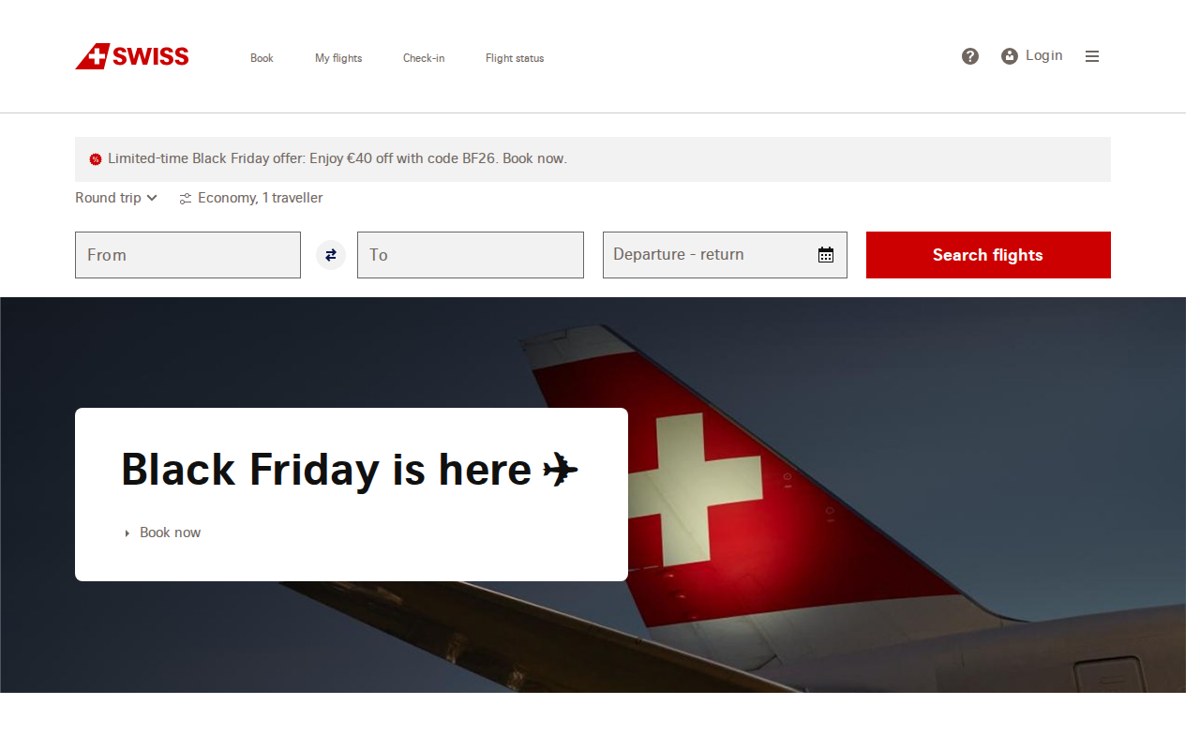 SWISS
Book
My flights
Check-in
Flight status
Login
Limited-time Black Friday offer: Enjoy €40 off with code BF26. Book now.
Round trip
Economy, 1 traveller
From
To
Departure - return
Search flights
Black Friday is here ✈
Book now